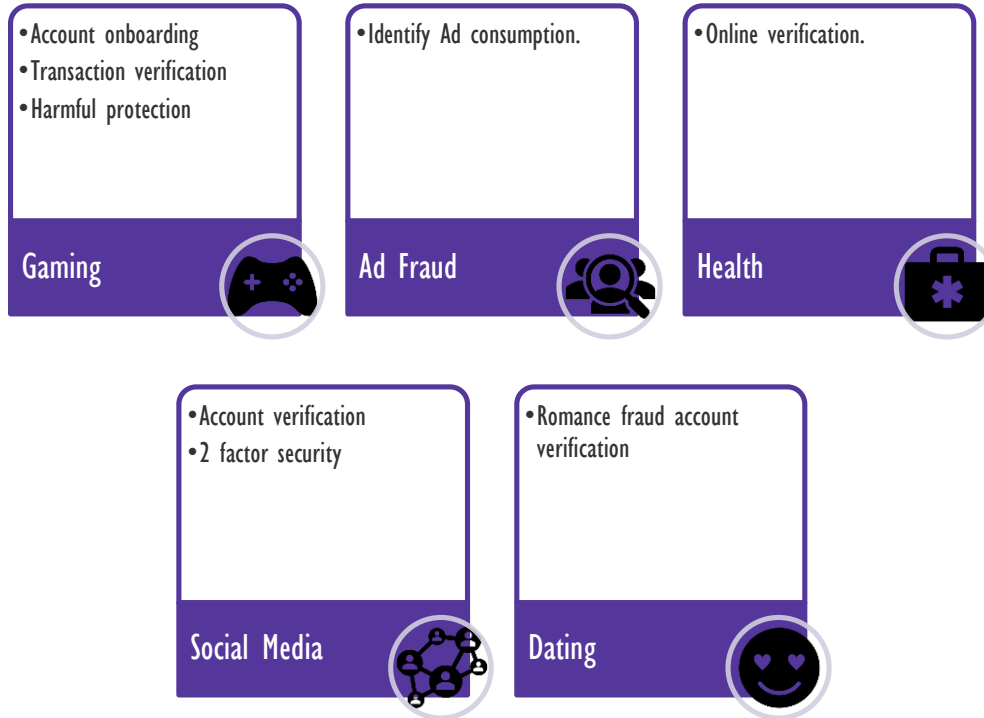 •Account onboarding
•Transaction verification
•Harmful protection
Gaming
•Identify Ad consumption.
Ad Fraud
•Online verification.
Health
•Account verification
•2 factor security
Social Media
•Romance fraud account
verification
Dating